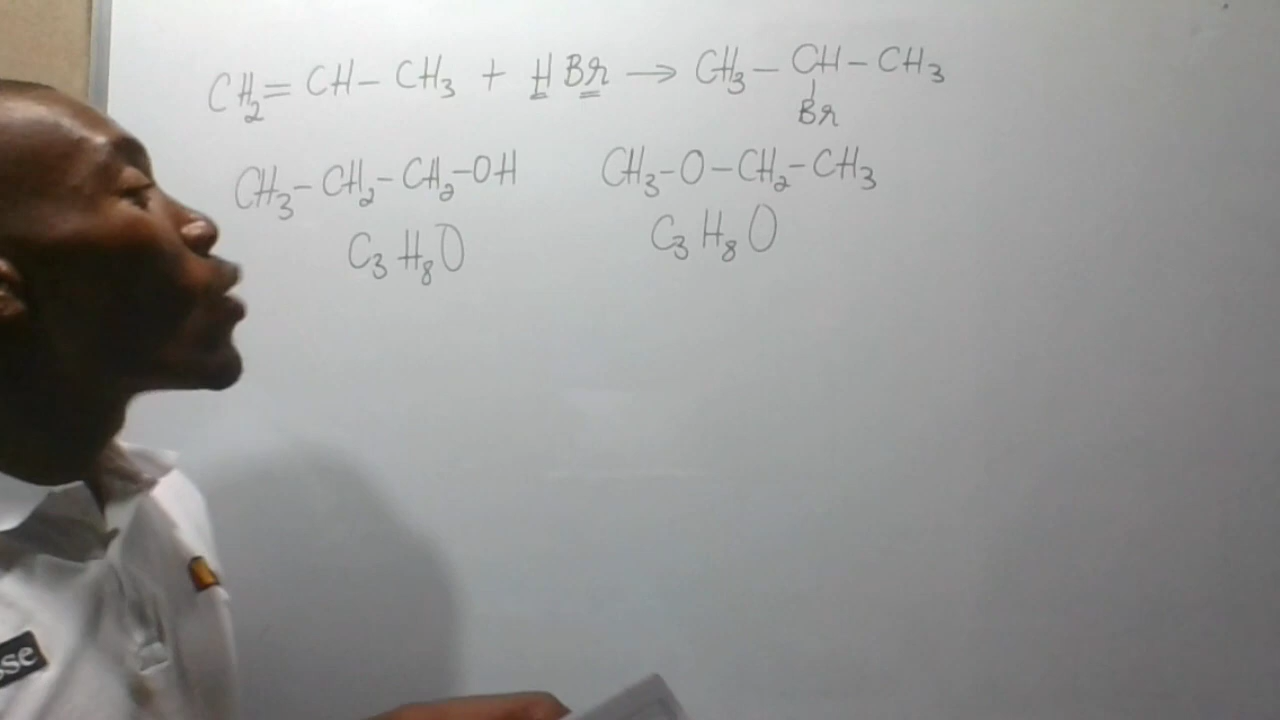 CH₂=CH-CH₃ + HBr → CH₃-CH-CH₃
Br
CH₃-CH₂-CH₂-OH CH₃-O-CH₂-CH₃
C₃H₈O C₃H₈O